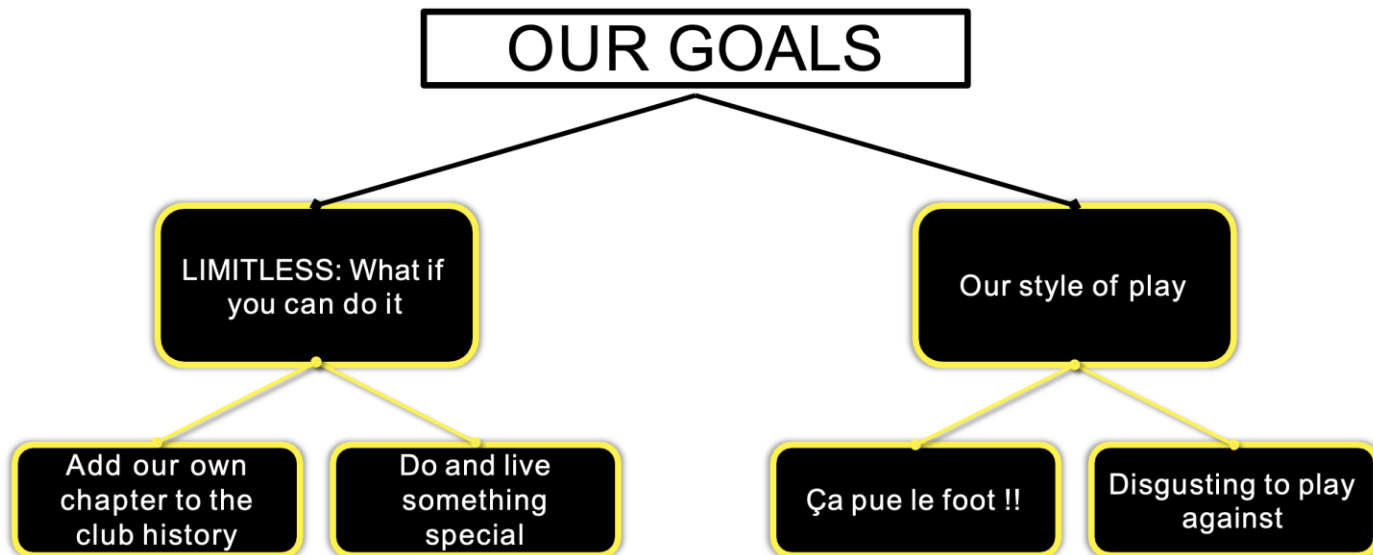 OUR GOALS
LIMITLESS: What if
you can do it
Our style of play
Add our own
chapter to the
club history
Do and live
something
special
Ça pue le foot !!
Disgusting to play
against